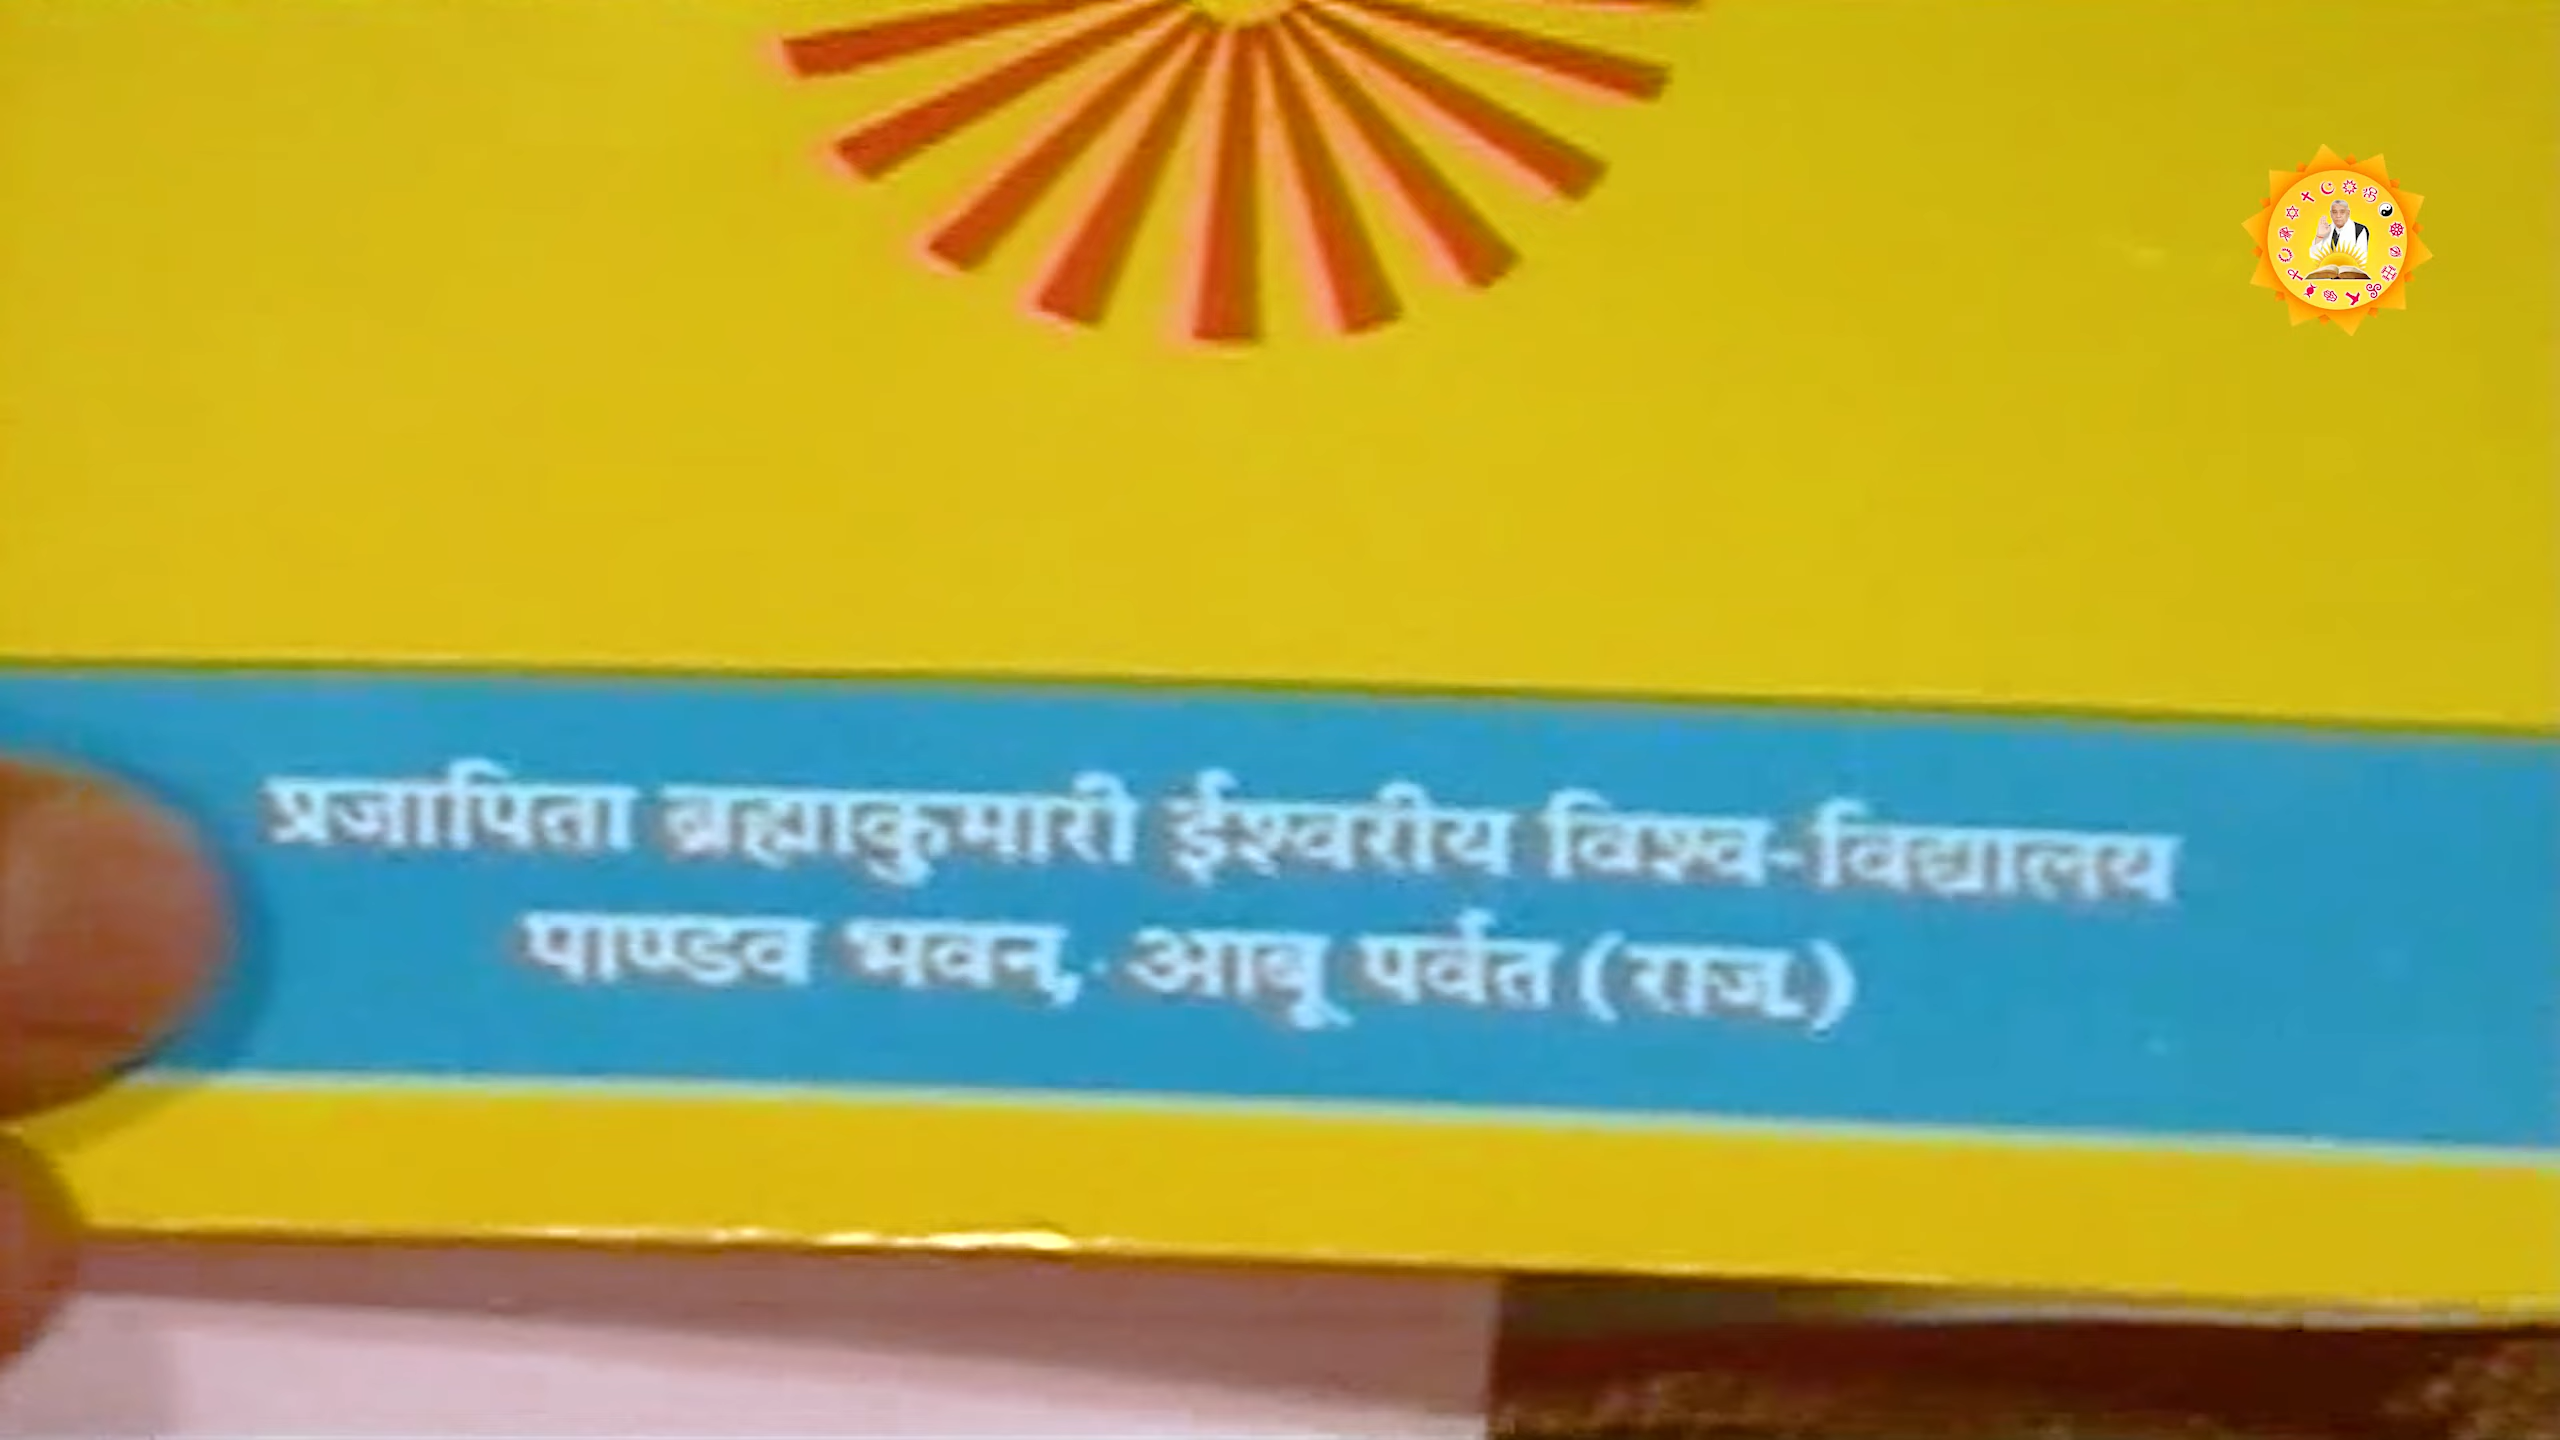 प्रजापिता ब्रह्माकुमारी ईश्वरीय विश्व-विद्यालय
पाण्डव भवन, आबू पर्वत (राज.)